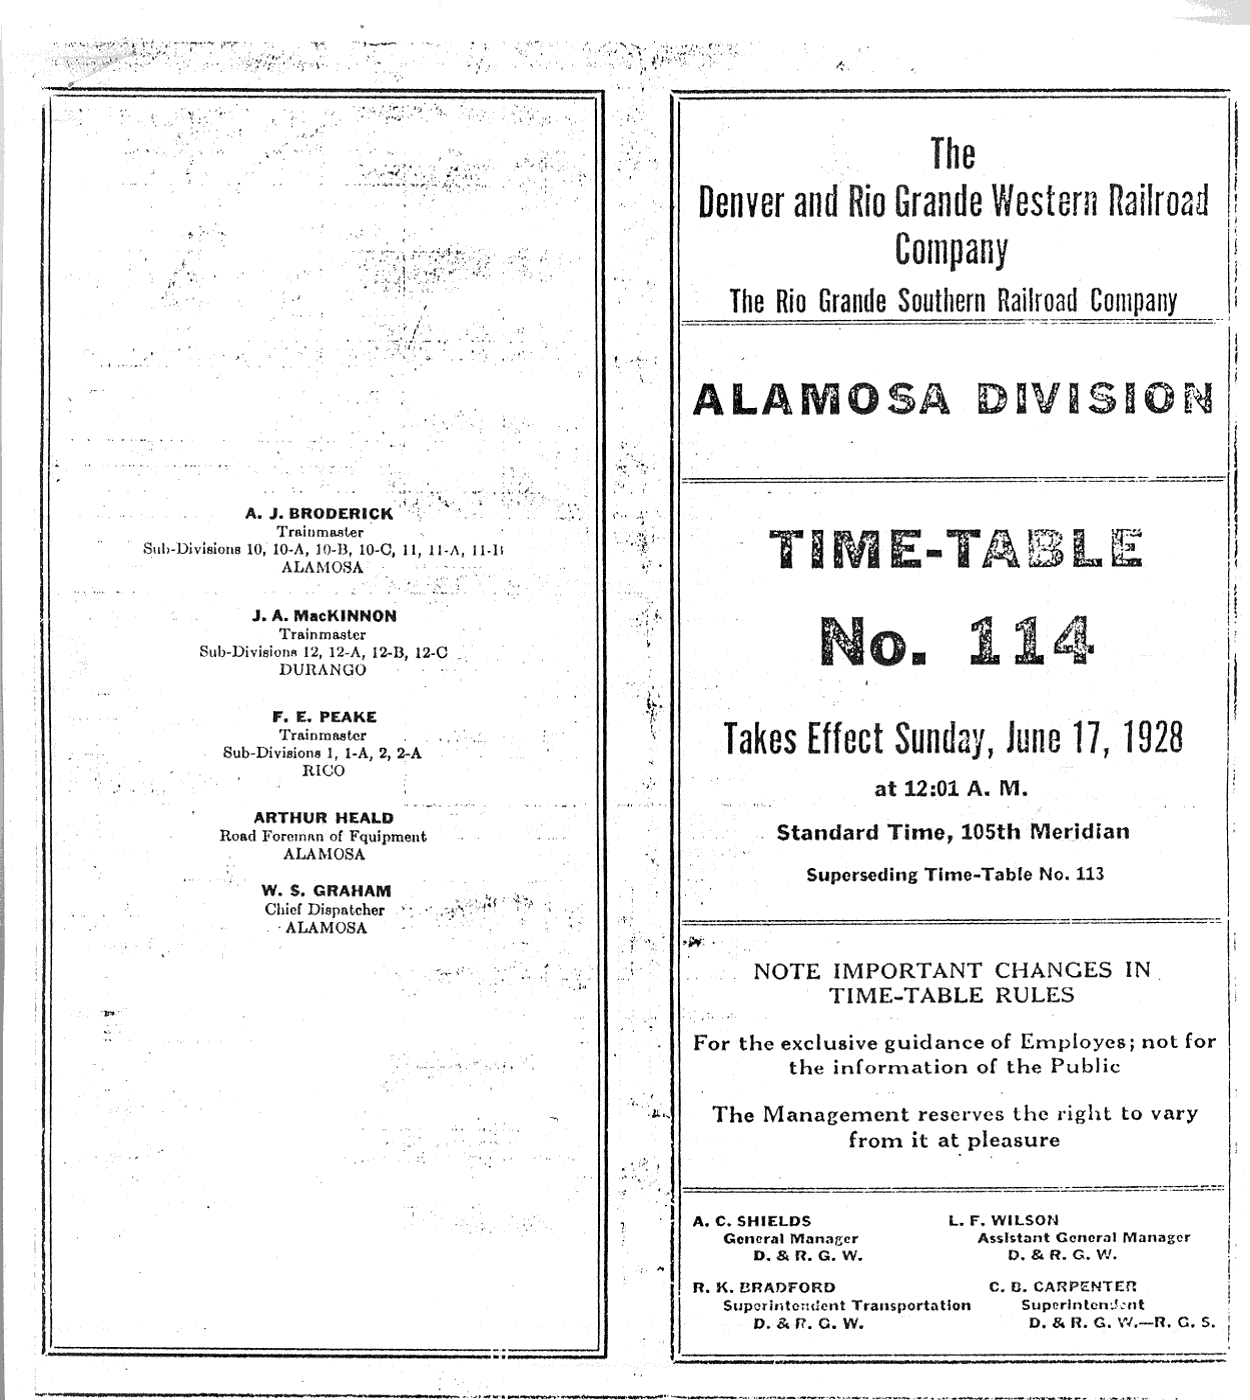 A. J. BRODERICK
Trainmaster
Sub-Divisions 10, 10-A, 10-B, 10-C, 11, 11-A, 11-B
ALAMOSA
J. A. MacKINNON
Trainmaster
Sub-Divisions 12, 12-A, 12-B, 12-C
DURANGO
F. E. PEAKE
Trainmaster
Sub-Divisions 1, 1-A, 2, 2-A
RICO
ARTHUR HEALD
Road Foreman of Equipment
ALAMOSA
W. S. GRAHAM
Chief Dispatcher
ALAMOSA
The
Denver and Rio Grande Western Railroad
Company
The Rio Grande Southern Railroad Company
ALAMOSA DIVISION
TIME-TABLE
No. 114
Takes Effect Sunday, June 17, 1928
at 12:01 A. M.
Standard Time, 105th Meridian
Superseding Time-Table No. 113
NOTE IMPORTANT CHANGES IN
TIME-TABLE RULES
For the exclusive guidance of Employes; not for
the information of the Public
The Management reserves the right to vary
from it at pleasure
A. C. SHIELDS
General Manager
D. & R. G. W.
L. F. WILSON
Assistant General Manager
D. & R. G. W.
R. K. BRADFORD
Superintendent Transportation
D. & R. G. W.
C. B. CARPENTER
Superintendent
D. & R. G. W.—R. G. S.